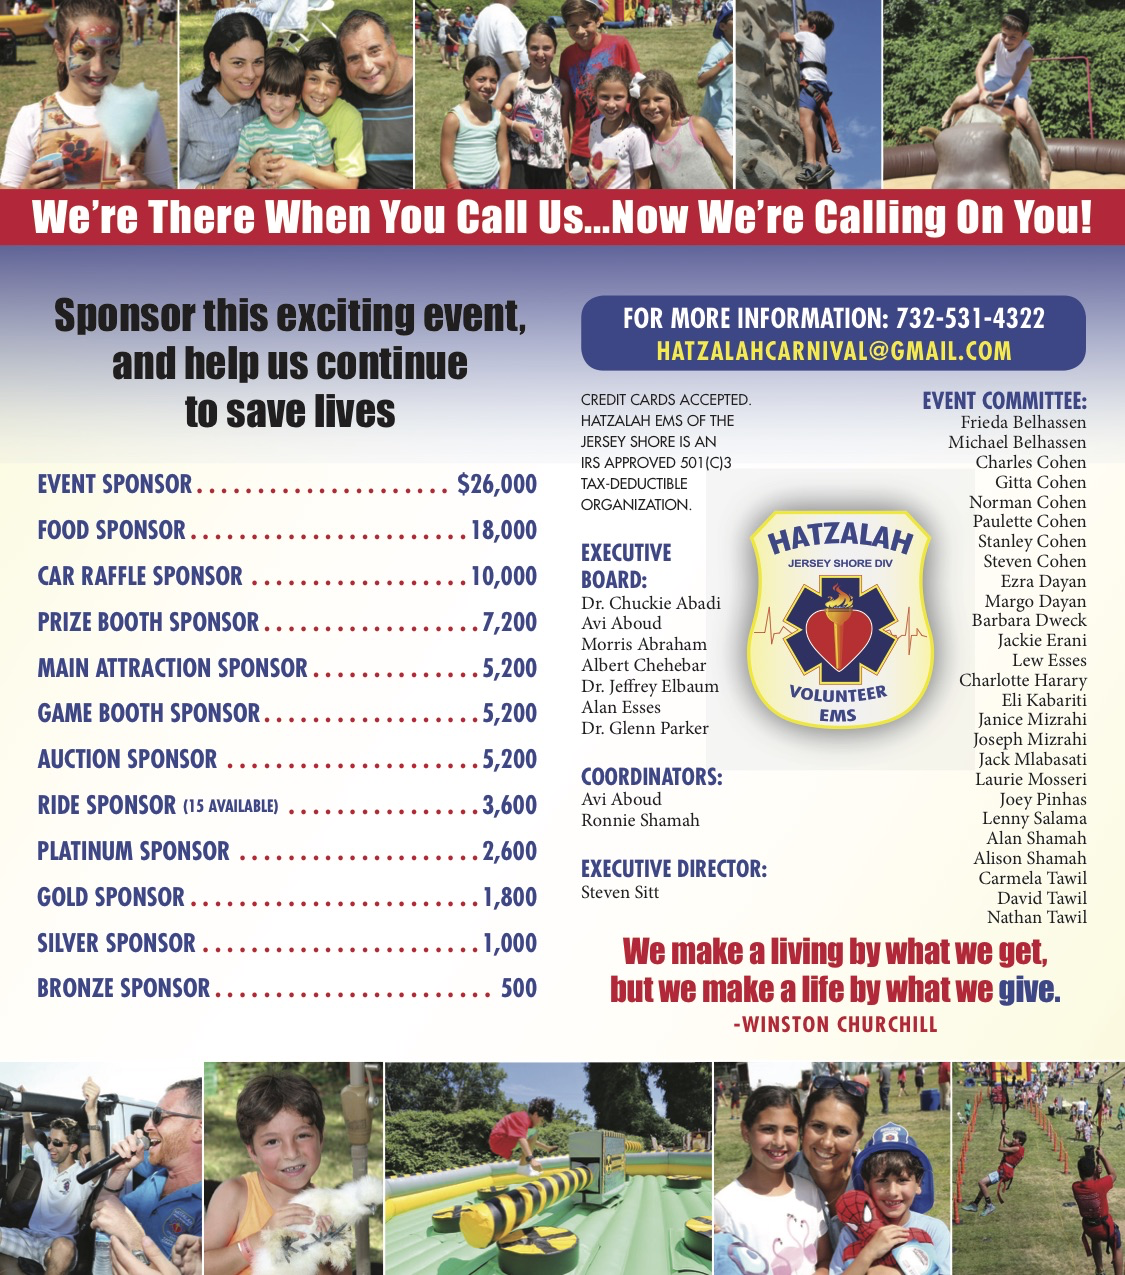 We're There When You Call Us...Now We're Calling On You!
Sponsor this exciting event,
and help us continue
to save lives
EVENT SPONSOR . . . . . . . . . . . . . . . . . . . . . $26,000
FOOD SPONSOR . . . . . . . . . . . . . . . . . . . . . . . 18,000
CAR RAFFLE SPONSOR . . . . . . . . . . . . . . . . . . 10,000
PRIZE BOOTH SPONSOR . . . . . . . . . . . . . . . . . . 7,200
MAIN ATTRACTION SPONSOR . . . . . . . . . . . . . . 5,200
GAME BOOTH SPONSOR . . . . . . . . . . . . . . . . . . 5,200
AUCTION SPONSOR . . . . . . . . . . . . . . . . . . . . . 5,200
RIDE SPONSOR (15 AVAILABLE) . . . . . . . . . . . . . . . . 3,600
PLATINUM SPONSOR . . . . . . . . . . . . . . . . . . . . 2,600
GOLD SPONSOR . . . . . . . . . . . . . . . . . . . . . . . . 1,800
SILVER SPONSOR . . . . . . . . . . . . . . . . . . . . . . . 1,000
BRONZE SPONSOR . . . . . . . . . . . . . . . . . . . . . . . 500
FOR MORE INFORMATION: 732-531-4322
HATZALAHCARNIVAL@GMAIL.COM
CREDIT CARDS ACCEPTED.
HATZALAH EMS OF THE
JERSEY SHORE IS AN
IRS APPROVED 501(C)3
TAX-DEDUCTIBLE
ORGANIZATION.
EXECUTIVE
BOARD:
Dr. Chuckie Abadi
Avi Aboud
Morris Abraham
Albert Chehebar
Dr. Jeffrey Elbaum
Alan Esses
Dr. Glenn Parker
COORDINATORS:
Avi Aboud
Ronnie Shamah
EXECUTIVE DIRECTOR:
Steven Sitt
HATZALAH
JERSEY SHORE DIV
VOLUNTEER
EMS
EVENT COMMITTEE:
Frieda Belhassen
Michael Belhassen
Charles Cohen
Gitta Cohen
Norman Cohen
Paulette Cohen
Stanley Cohen
Steven Cohen
Ezra Dayan
Margo Dayan
Barbara Dweck
Jackie Erani
Lew Esses
Charlotte Harary
Eli Kabariti
Janice Mizrahi
Joseph Mizrahi
Jack Mlabasati
Laurie Mosseri
Joey Pinhas
Lenny Salama
Alan Shamah
Alison Shamah
Carmela Tawil
David Tawil
Nathan Tawil
We make a living by what we get,
but we make a life by what we give.
-WINSTON CHURCHILL